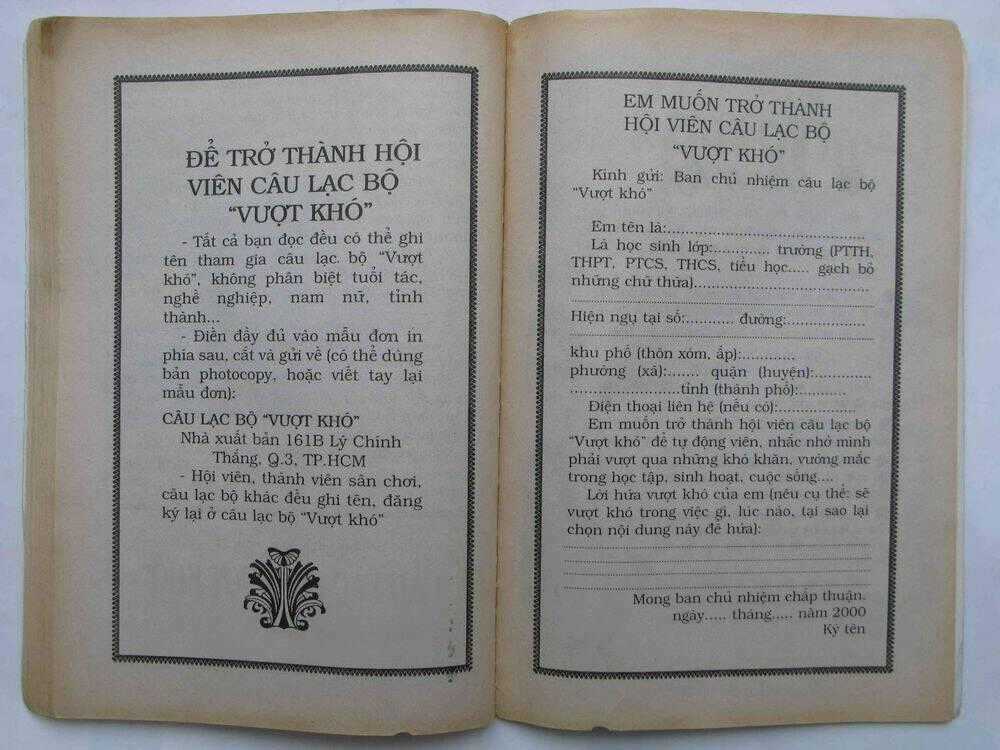 ĐỂ TRỞ THÀNH HỘI
VIÊN CÂU LẠC BỘ
“VƯỢT KHÓ”
- Tất cả bạn đọc đều có thể ghi
tên tham gia câu lạc bộ “Vượt
khó”, không phân biệt tuổi tác,
nghề nghiệp, nam nữ, tỉnh
thành...
- Điền đầy đủ vào mẫu đơn in
phía sau, cắt và gửi về (có thể dùng
bản photocopy, hoặc viết tay lại
mẫu đơn):
CÂU LẠC BỘ “VƯỢT KHÓ”
Nhà xuất bản 161B Lý Chính
Thắng, Q.3, TP.HCM
- Hội viên, thành viên sân chơi,
câu lạc bộ khác đều ghi tên, đăng
ký lại ở câu lạc bộ “Vượt khó”
EM MUỐN TRỞ THÀNH
HỘI VIÊN CÂU LẠC BỘ
“VƯỢT KHÓ”
Kính gửi: Ban chủ nhiệm câu lạc bộ
“Vượt khó”
Em tên là:..........................................
Là học sinh lớp:............ trường (PTTH,
THPT, PTCS, THCS, tiểu học..... gạch bỏ
những chữ thừa)....................................
Hiện ngụ tại số:........... đường:................
khu phố (thôn xóm, ấp):............
phường (xã):....... quận (huyện):............
........................tỉnh (thành phố):..........
Điện thoại liên hệ (nếu có):................
Em muốn trở thành hội viên câu lạc bộ
“Vượt khó” để tự động viên, nhắc nhở mình
phải vượt qua những khó khăn, vướng mắc
trong học tập, sinh hoạt, cuộc sống....
Lời hứa vượt khó của em (nêu cụ thể: sẽ
vượt khó trong việc gì, lúc nào, tại sao lại
chọn nội dung này để hứa):
Mong ban chủ nhiệm chấp thuận.
ngày..... tháng..... năm 2000
Ký tên